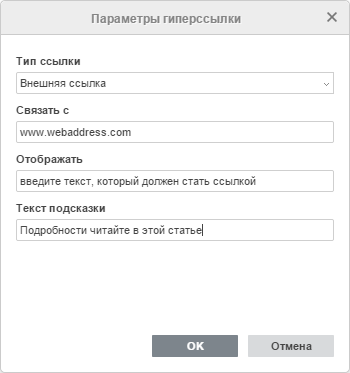 Параметры гиперссылки
Тип ссылки
Внешняя ссылка
Связать с
www.webaddress.com
Отображать
введите текст, который должен стать ссылкой
Текст подсказки
Подробности читайте в этой статье
OK
Отмена